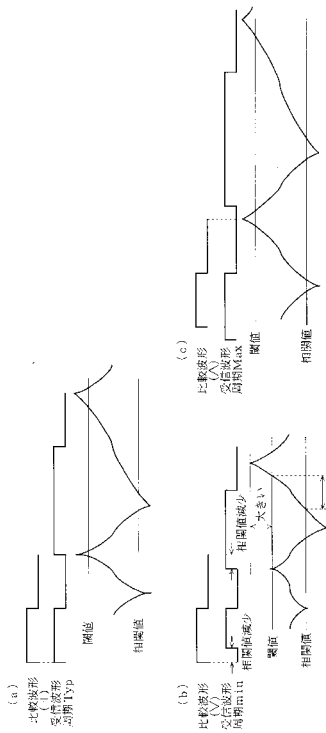 (a)
比較波形
受信波形
周期Typ
閾値
相関値
(b)
比較波形
(V)
受信波形
周期min
相関値減少
相関値減少
大きい
閾値
相関値
(c)
比較波形
(Λ)
受信波形
周期Max
閾値
相関値